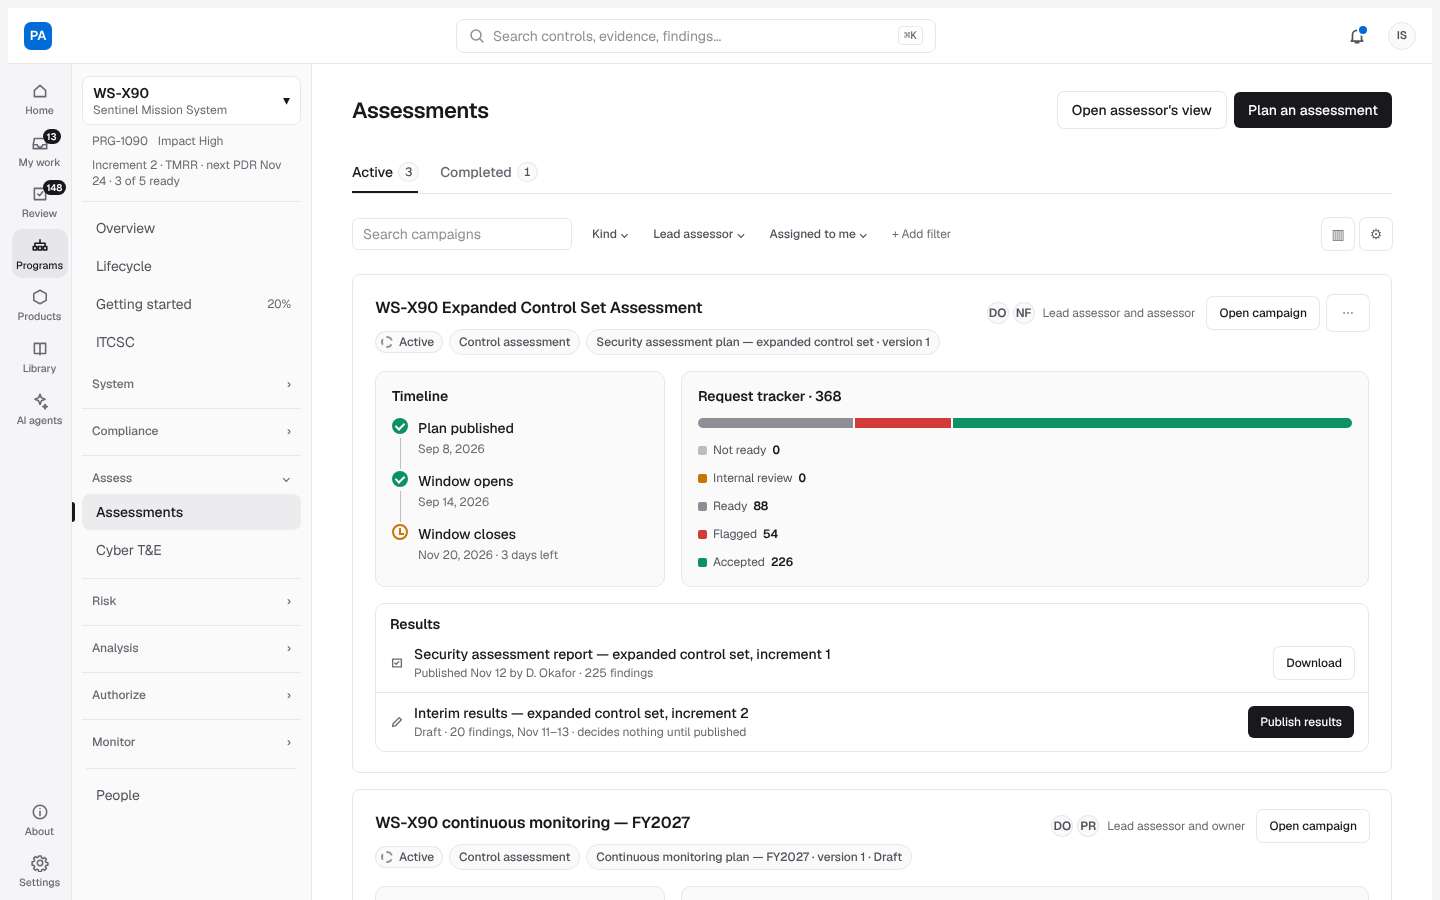 PA
Search controls, evidence, findings...
⌘K
IS
Home
13
My work
148
Review
Programs
Products
Library
AI agents
About
Settings
WS-X90
Sentinel Mission System
PRG-1090 Impact High
Increment 2 · TMRR · next PDR Nov
24 · 3 of 5 ready
Overview
Lifecycle
Getting started 20%
ITCSC
System
Compliance
Assess
Assessments
Cyber T&E
Risk
Analysis
Authorize
Monitor
People
Assessments
Open assessor's view
Plan an assessment
Active 3
Completed 1
Search campaigns
Kind
Lead assessor
Assigned to me
+ Add filter
WS-X90 Expanded Control Set Assessment
DO NF Lead assessor and assessor
Open campaign
...
Active
Control assessment
Security assessment plan — expanded control set · version 1
Timeline
Plan published
Sep 8, 2026
Window opens
Sep 14, 2026
Window closes
Nov 20, 2026 · 3 days left
Request tracker · 368
Not ready 0
Internal review 0
Ready 88
Flagged 54
Accepted 226
Results
Security assessment report — expanded control set, increment 1
Published Nov 12 by D. Okafor · 225 findings
Download
Interim results — expanded control set, increment 2
Draft · 20 findings, Nov 11–13 · decides nothing until published
Publish results
WS-X90 continuous monitoring — FY2027
DO PR Lead assessor and owner
Open campaign
Active
Control assessment
Continuous monitoring plan — FY2027 · version 1 · Draft